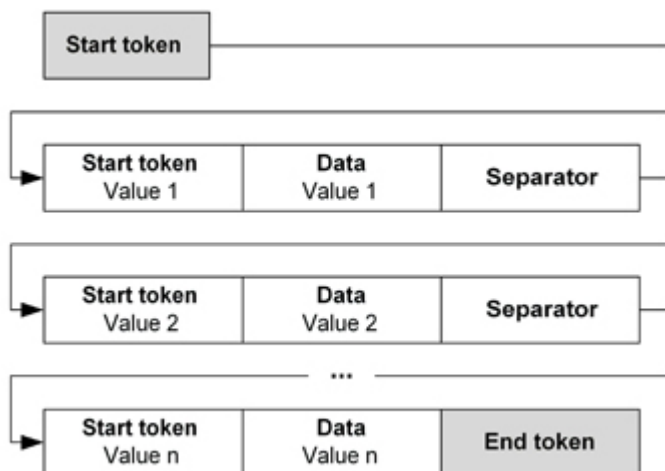 Start token
Start token Data Separator
Value 1 Value 1
Start token Data Separator
Value 2 Value 2
...
Start token Data End token
Value n Value n